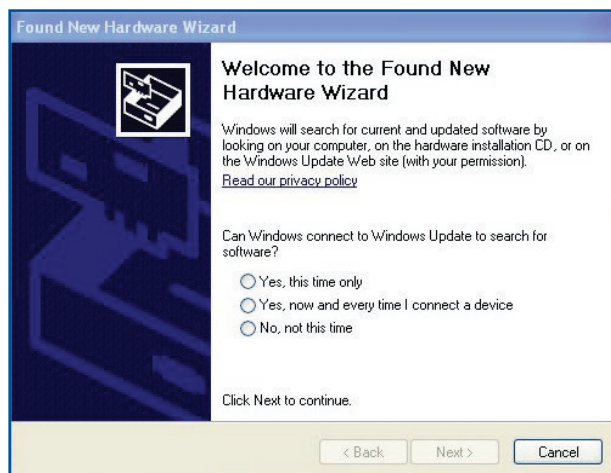 Found New Hardware Wizard
Welcome to the Found New
Hardware Wizard
Windows will search for current and updated software by
looking on your computer, on the hardware installation CD, or on
the Windows Update Web site (with your permission).
Read our privacy policy
Can Windows connect to Windows Update to search for
software?
Yes, this time only
Yes, now and every time I connect a device
No, not this time
Click Next to continue.
< Back
Next >
Cancel